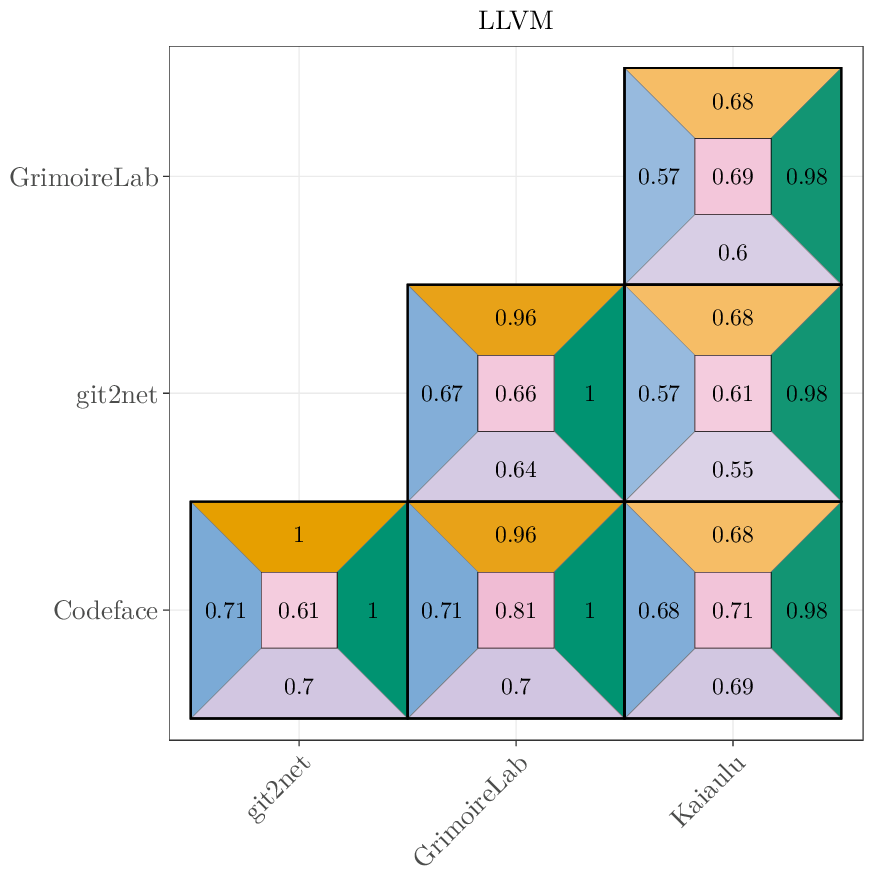 LLVM
0.68
GrimoireLab 0.57 0.69 0.98
0.6
0.96 0.68
git2net 0.67 0.66 1 0.57 0.61 0.98
0.64 0.55
1 0.96 0.68
Codeface 0.71 0.61 1 0.71 0.81 1 0.68 0.71 0.98
0.7 0.7 0.69
git2net GrimoireLab Kaiaulu